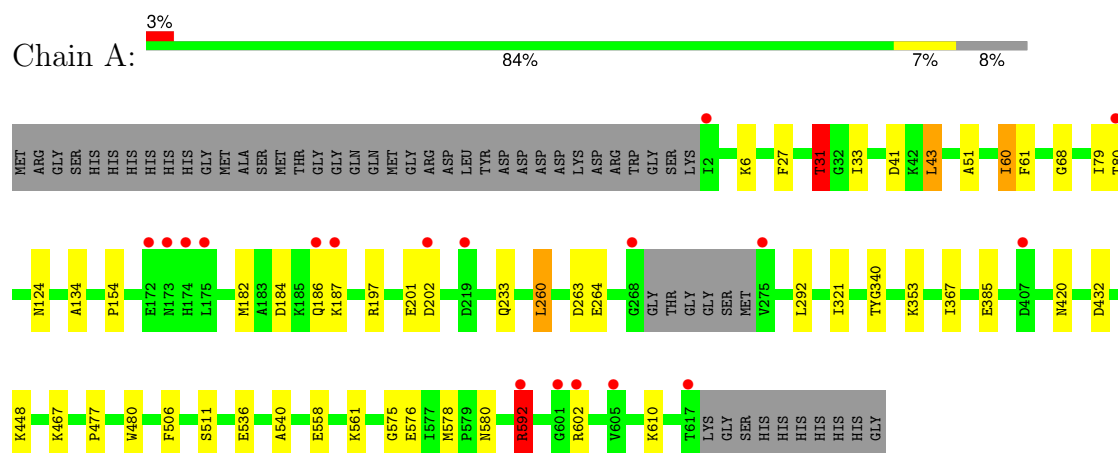 3%
Chain A:
84% 7% 8%
MET ARG GLY SER HIS HIS HIS HIS HIS HIS GLY MET ALA SER MET THR GLY GLY GLN GLN MET GLY ARG ASP LEU TYR ASP ASP ASP ASP LYS ASP ARG TRP GLY SER LYS I2 K6 F27 T31 G32 I33 D41 K42 L43 A51 I60 F61 G68 I79 T80
N124 A134 P154 E172 N173 H174 L175 M182 A183 D184 K185 Q186 K187 R197 E201 D202 D219 Q233 L260 D263 E264 G268 GLY THR GLY GLY SER MET V275 L292 I321 TYG340 K353 I367 E385 D407 N420 D432
K448 K467 P477 W480 F506 S511 E536 A540 E558 K561 G575 E576 I577 M578 P579 N580 R592 G601 R602 V605 K610 T617 LYS GLY SER HIS HIS HIS HIS HIS HIS GLY